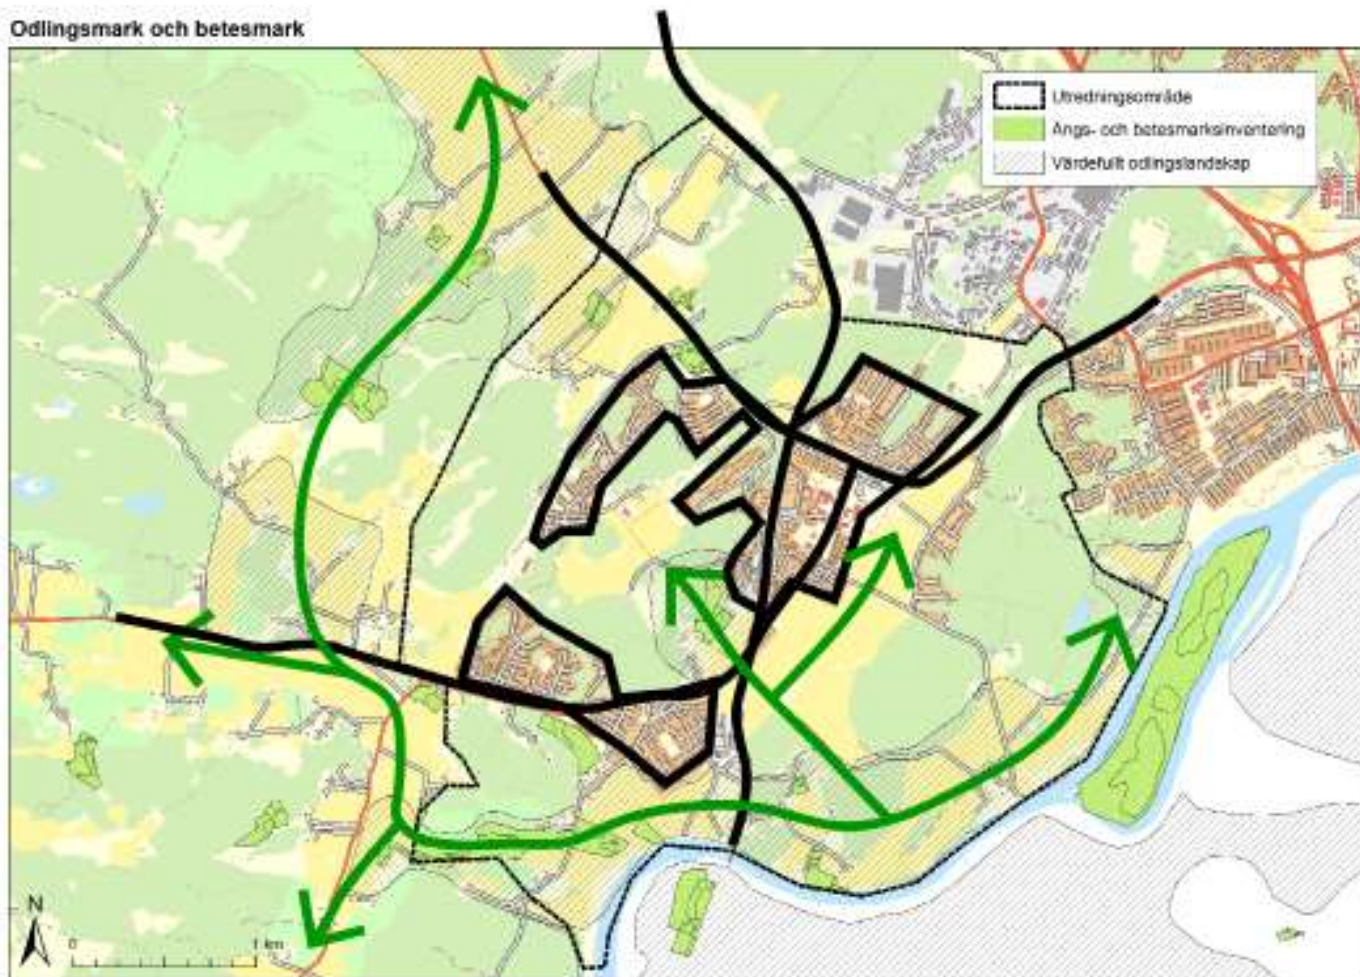 Odlingsmark och betesmark
Utredningsområde
Ängs- och betesmarksinventering
Värdefullt odlingslandskap
N
0 1 km